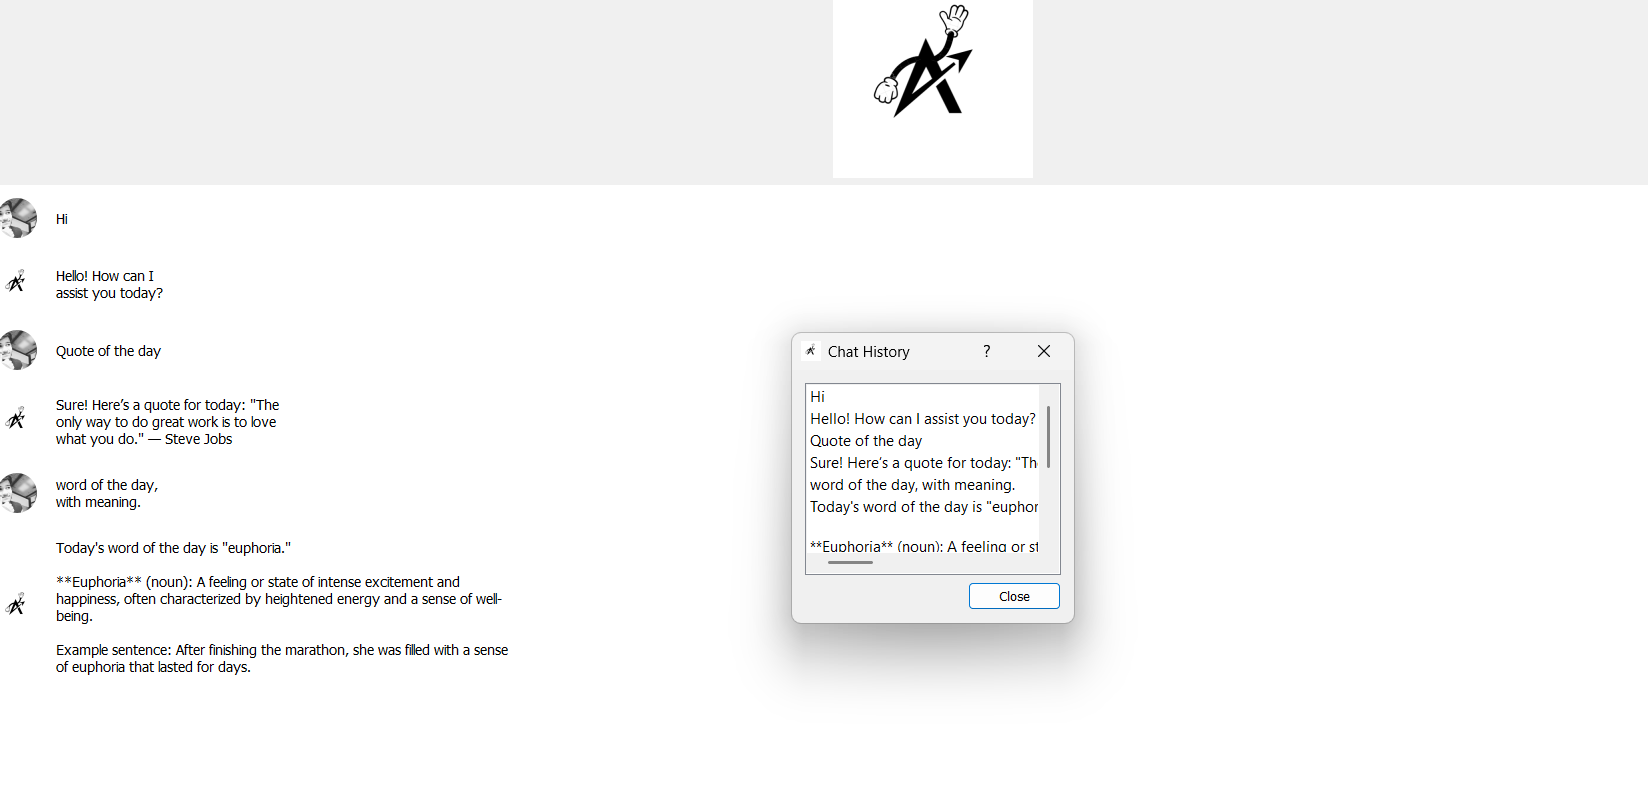 Hi
Hello! How can I
assist you today?
Quote of the day
Sure! Here’s a quote for today: "The
only way to do great work is to love
what you do." — Steve Jobs
word of the day,
with meaning.
Today's word of the day is "euphoria."
**Euphoria** (noun): A feeling or state of intense excitement and
happiness, often characterized by heightened energy and a sense of well-
being.
Example sentence: After finishing the marathon, she was filled with a sense
of euphoria that lasted for days.
Chat History ?
Hi
Hello! How can I assist you today?
Quote of the day
Sure! Here’s a quote for today: "Th
word of the day, with meaning.
Today's word of the day is "euphor
**Euphoria** (noun): A feeling or st
Close